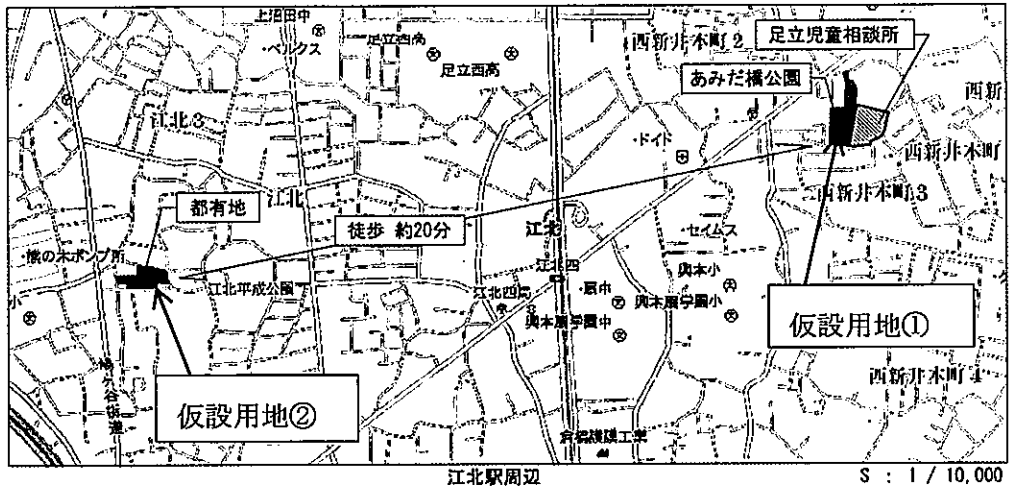 上沼田中
・ベルクス
足立西高
足立西高
西新井本町2
足立児童相談所
あみだ橋公園
西新
江北3
・ドイト
西新井本町
西新井本町3
江北
都有地
徒歩 約20分
江北
・セイムス
熊の木ポンプ所
江北平成公園
江北四
興本小
小
江北四局
・扇中
興本扇学園小
興本扇学園中
仮設用地①
仮設用地②
西新井本町4
江北駅周辺
S : 1 / 10,000